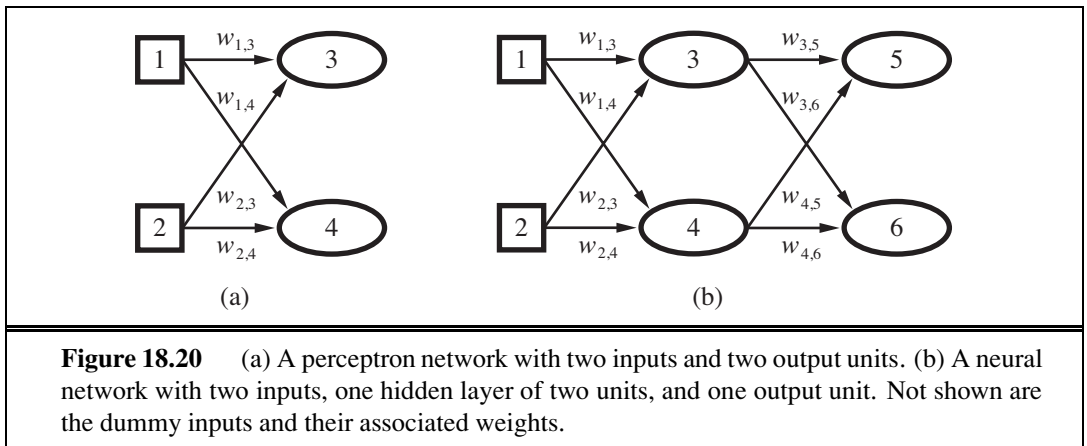 1 w1,3 3 1 w1,3 3 w3,5 5
w1,4 w1,4 w3,6
w2,3 w2,3 w4,5
2 w2,4 4 2 w2,4 4 w4,6 6
(a) (b)
Figure 18.20 (a) A perceptron network with two inputs and two output units. (b) A neural
network with two inputs, one hidden layer of two units, and one output unit. Not shown are
the dummy inputs and their associated weights.